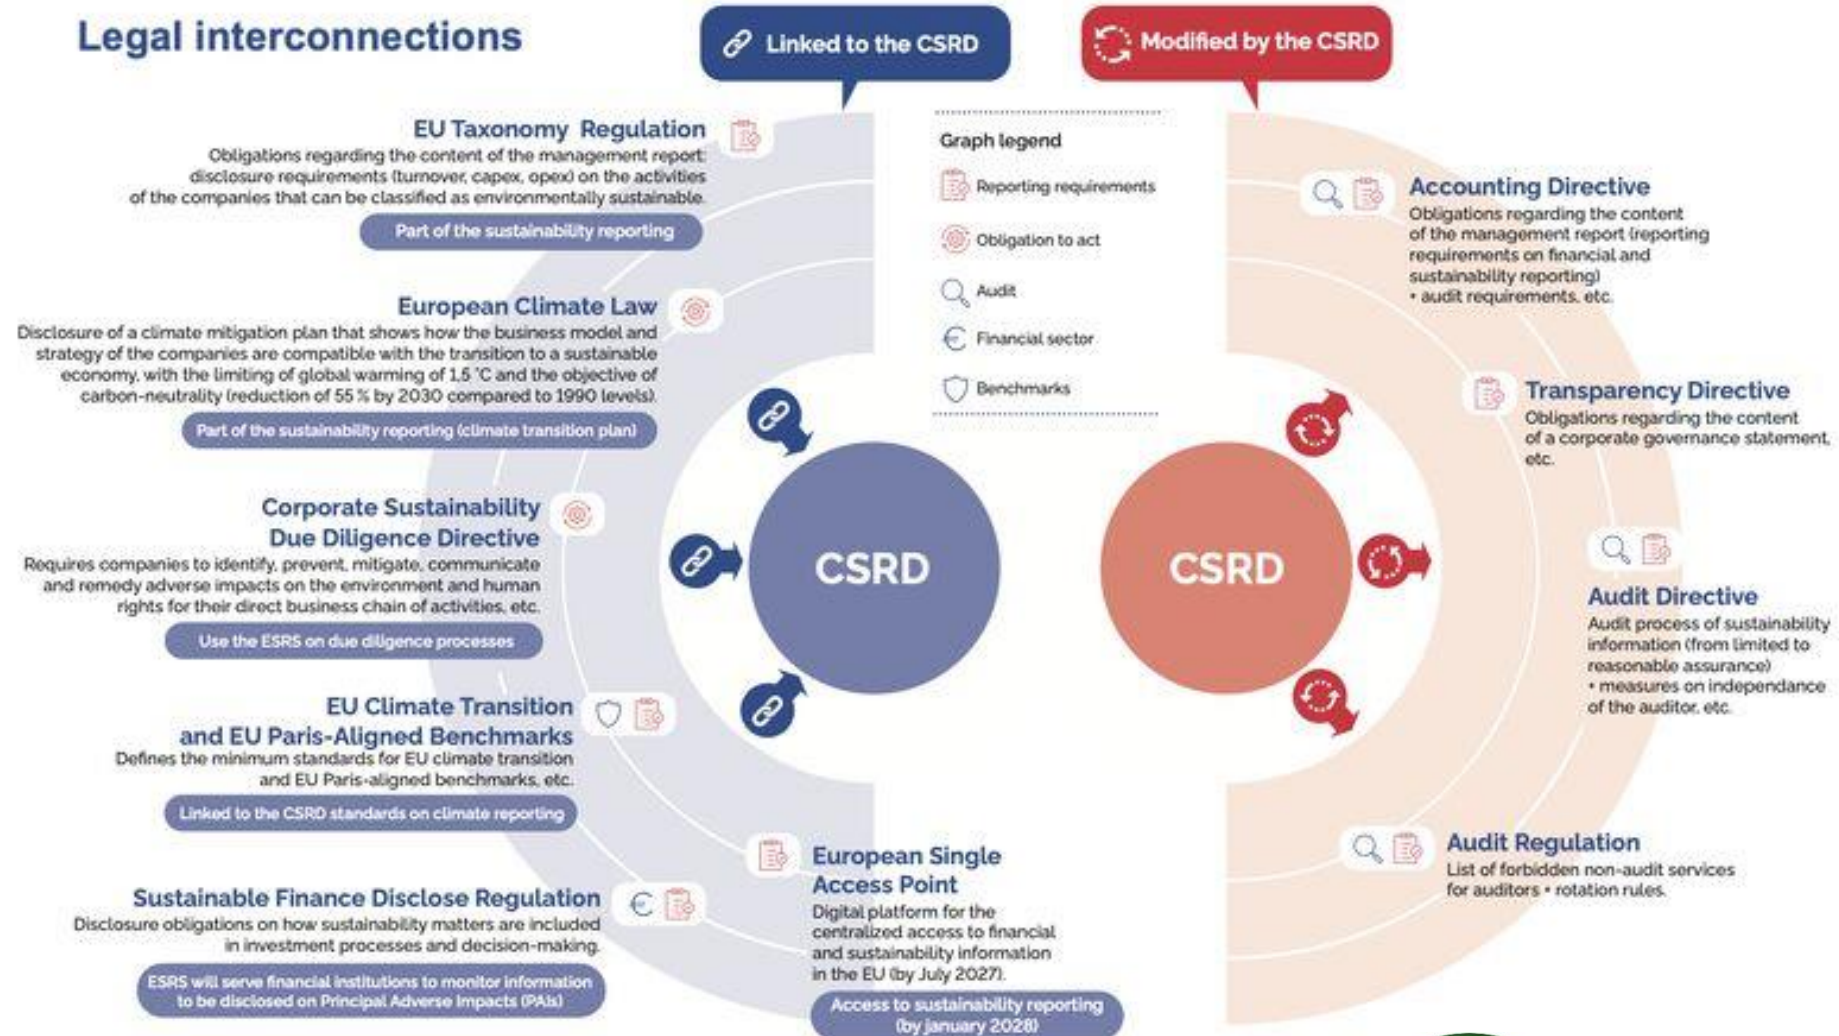 Legal interconnections
Linked to the CSRD
Modified by the CSRD
EU Taxonomy Regulation
Obligations regarding the content of the management report:
disclosure requirements (turnover, capex, opex) on the activities
of the companies that can be classified as environmentally sustainable.
Part of the sustainability reporting
European Climate Law
Disclosure of a climate mitigation plan that shows how the business model and
strategy of the companies are compatible with the transition to a sustainable
economy, with the limiting of global warming of 1,5 °C and the objective of
carbon-neutrality (reduction of 55 % by 2030 compared to 1990 levels).
Part of the sustainability reporting (climate transition plan)
Corporate Sustainability
Due Diligence Directive
Requires companies to identify, prevent, mitigate, communicate
and remedy adverse impacts on the environment and human
rights for their direct business chain of activities, etc.
Use the ESRS on due diligence processes
EU Climate Transition
and EU Paris-Aligned Benchmarks
Defines the minimum standards for EU climate transition
and EU Paris-aligned benchmarks, etc.
Linked to the CSRD standards on climate reporting
Sustainable Finance Disclose Regulation
Disclosure obligations on how sustainability matters are included
in investment processes and decision-making.
ESRS will serve financial institutions to monitor information
to be disclosed on Principal Adverse Impacts (PAIs)
European Single
Access Point
Digital platform for the
centralized access to financial
and sustainability information
in the EU (by July 2027).
Access to sustainability reporting
(by january 2028)
Graph legend
Reporting requirements
Obligation to act
Audit
Financial sector
Benchmarks
CSRD
CSRD
Accounting Directive
Obligations regarding the content
of the management report (reporting
requirements on financial and
sustainability reporting)
• audit requirements, etc.
Transparency Directive
Obligations regarding the content
of a corporate governance statement,
etc.
Audit Directive
Audit process of sustainability
information (from limited to
reasonable assurance)
• measures on independance
of the auditor, etc.
Audit Regulation
List of forbidden non-audit services
for auditors • rotation rules.